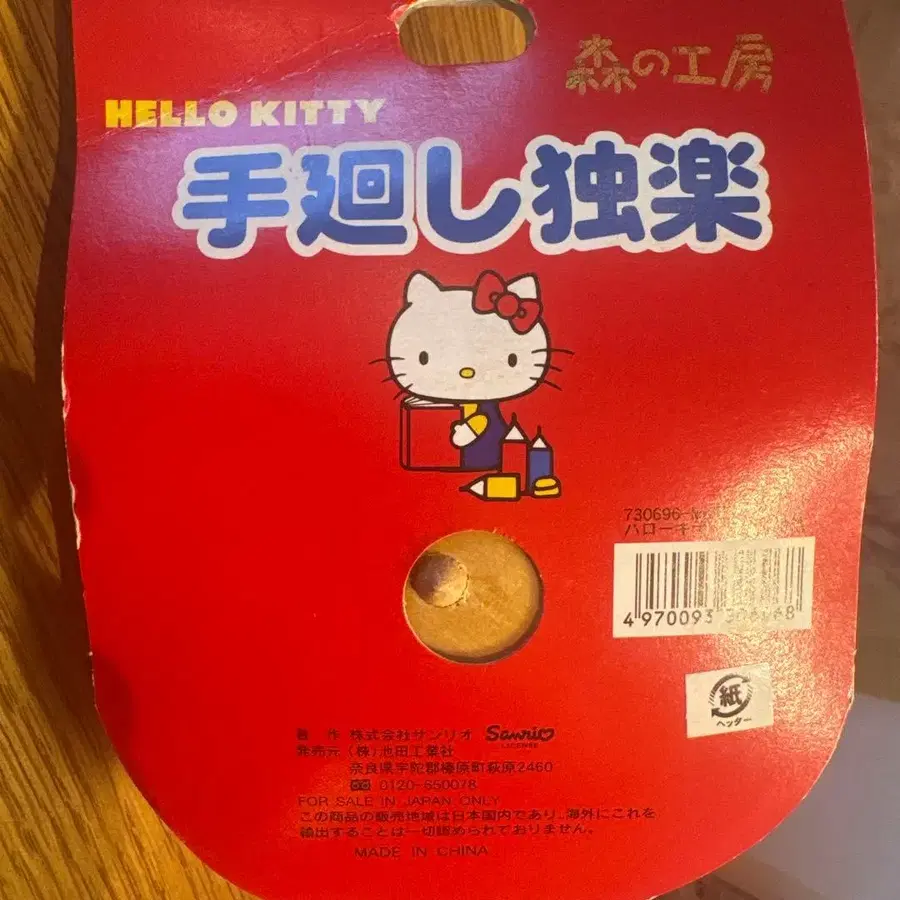 森の工房
HELLO KITTY
手廻し独楽
730696
ハローキ
4 970093
紙
ヘッダー
著 作 株式会社サンリオ Sanrio
LICENSE
発売元 (株)池田工業社
奈良県宇陀郡榛原町萩原2460
0120-650078
FOR SALE IN JAPAN ONLY
この商品の販売地域は日本国内であり、海外にこれを
輸出することは一切認められておりません。
MADE IN CHINA